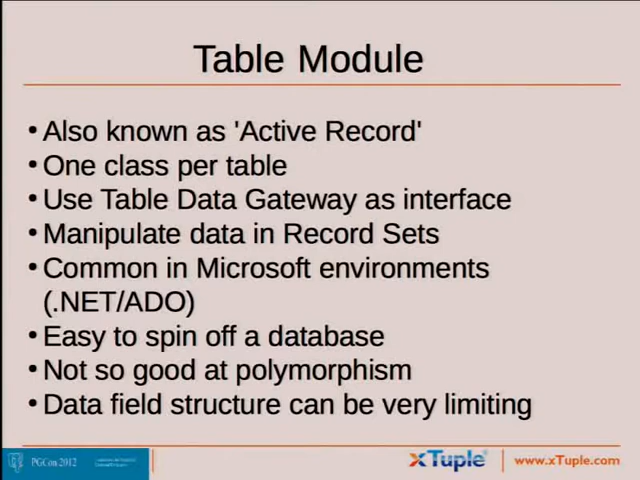 Table Module
• Also known as 'Active Record'
• One class per table
• Use Table Data Gateway as interface
• Manipulate data in Record Sets
• Common in Microsoft environments
(.NET/ADO)
• Easy to spin off a database
• Not so good at polymorphism
• Data field structure can be very limiting
PGCon 2012
xTuple
www.xTuple.com